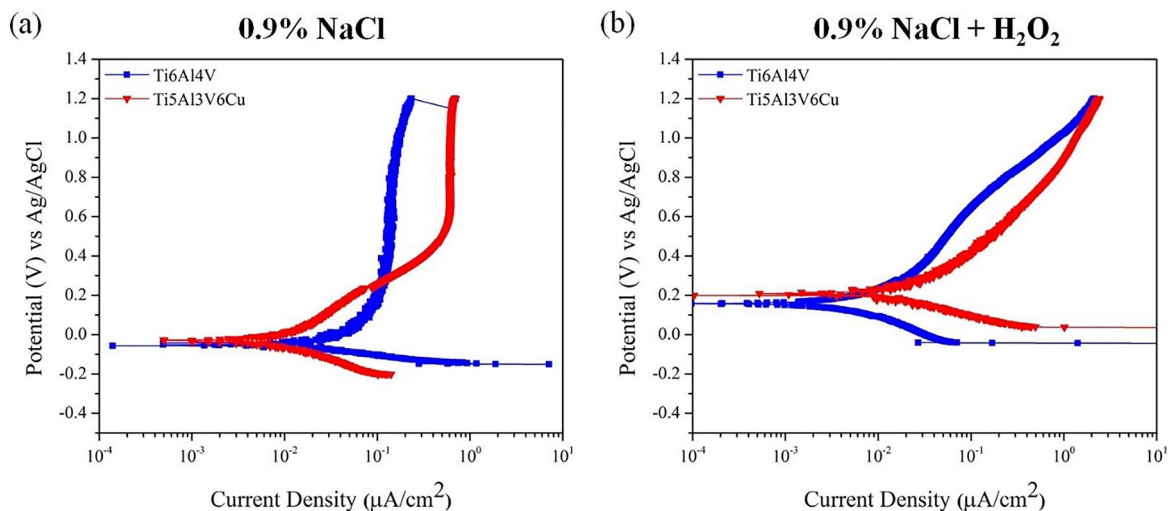 (a)
0.9% NaCl
Ti6Al4V
Ti5Al3V6Cu
Potential (V) vs Ag/AgCl
1.4
1.2
1.0
0.8
0.6
0.4
0.2
0.0
-0.2
-0.4
10⁻⁴ 10⁻³ 10⁻² 10⁻¹ 10⁰ 10¹
Current Density (μA/cm²)
(b)
0.9% NaCl + H₂O₂
Ti6Al4V
Ti5Al3V6Cu
Potential (V) vs Ag/AgCl
1.4
1.2
1.0
0.8
0.6
0.4
0.2
0.0
-0.2
-0.4
10⁻⁴ 10⁻³ 10⁻² 10⁻¹ 10⁰ 10¹
Current Density (μA/cm²)